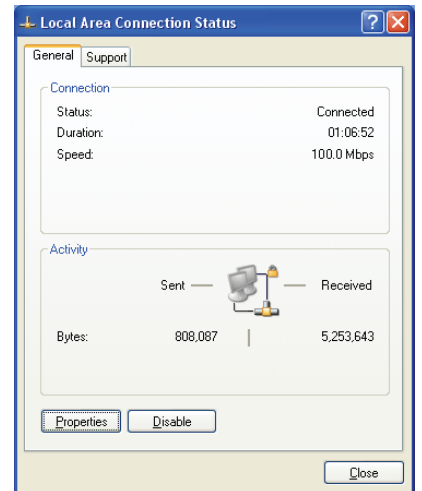 Local Area Connection Status
General Support
Connection
Status: Connected
Duration: 01:06:52
Speed: 100.0 Mbps
Activity
Sent Received
Bytes: 808,087 5,253,643
Properties Disable
Close